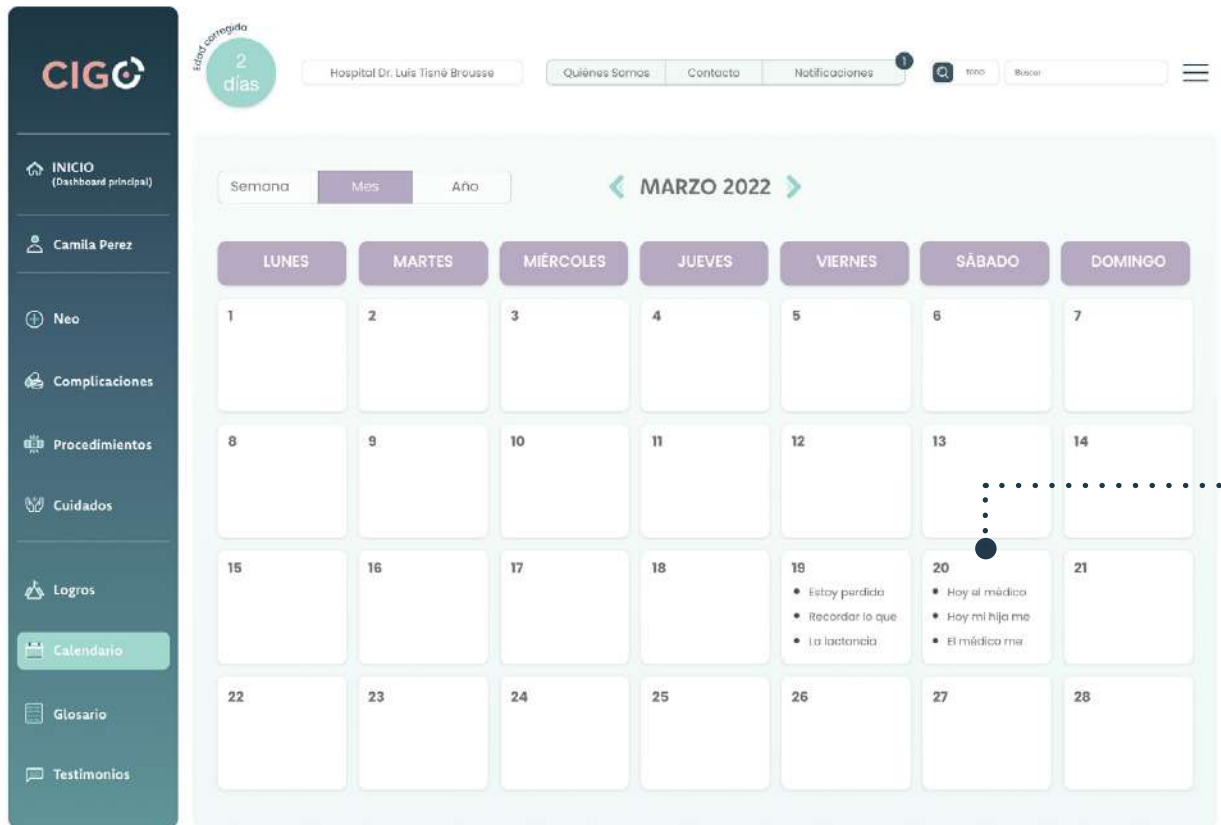 CIGO
Edad corregida
2
días
Hospital Dr. Luis Tisné Brousse
Quiénes Somos
Contacto
Notificaciones
1
TODO
Buscar
INICIO
(Dashboard principal)
Camila Perez
Neo
Complicaciones
Procedimientos
Cuidados
Logros
Calendario
Glosario
Testimonios
Semana
Mes
Año
MARZO 2022
LUNES
MARTES
MIÉRCOLES
JUEVES
VIERNES
SÁBADO
DOMINGO
1
2
3
4
5
6
7
8
9
10
11
12
13
14
15
16
17
18
19
Estoy perdida
Recordar lo que
La lactancia
20
Hoy el médico
Hoy mi hija me
El médico me
21
22
23
24
25
26
27
28